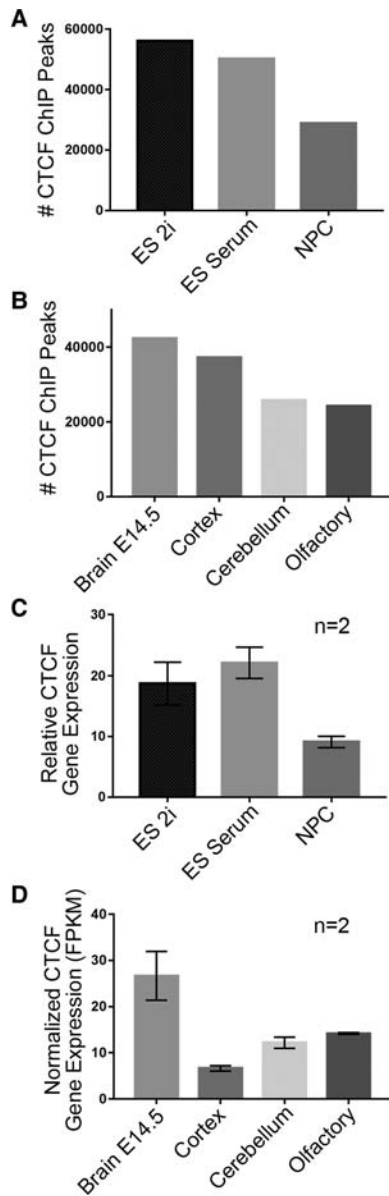 A
# CTCF ChIP Peaks
60000
40000
20000
0
ES 2i
ES Serum
NPC
B
# CTCF ChIP Peaks
40000
20000
0
Brain E14.5
Cortex
Cerebellum
Olfactory
C
Relative CTCF
Gene Expression
30
20
10
0
n=2
ES 2i
ES Serum
NPC
D
Normalized CTCF
Gene Expression (FPKM)
40
30
20
10
0
n=2
Brain E14.5
Cortex
Cerebellum
Olfactory